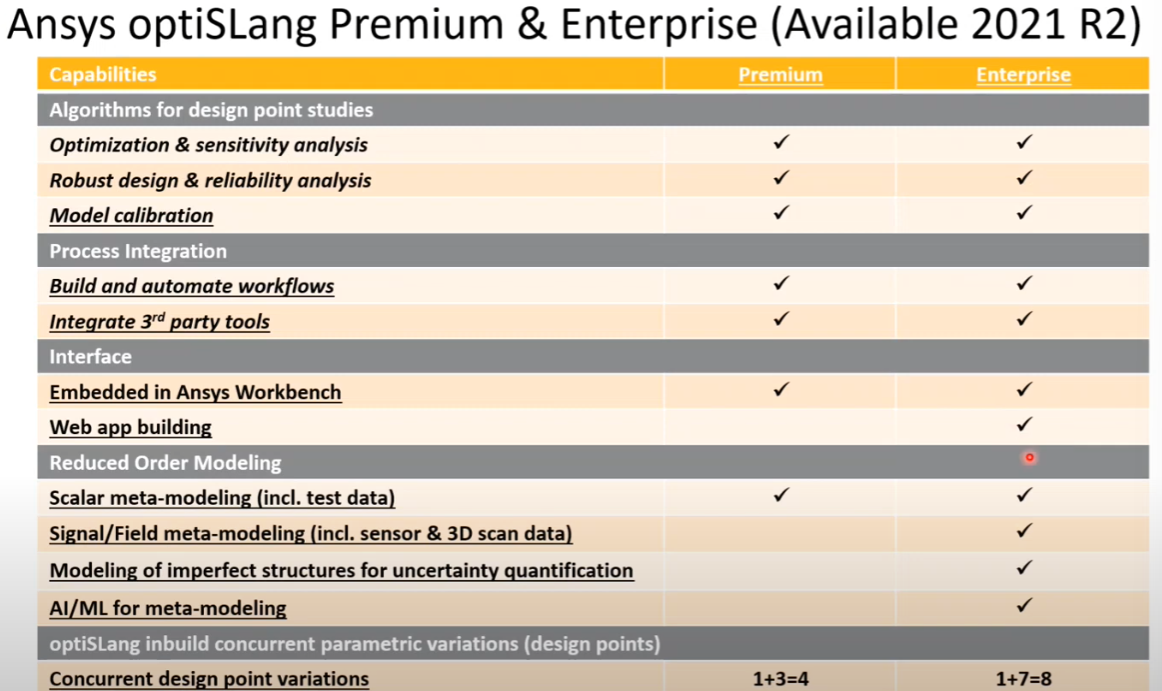 Ansys optiSLang Premium & Enterprise (Available 2021 R2)
Capabilities Premium Enterprise
Algorithms for design point studies
Optimization & sensitivity analysis ✓ ✓
Robust design & reliability analysis ✓ ✓
Model calibration ✓ ✓
Process Integration
Build and automate workflows ✓ ✓
Integrate 3rd party tools ✓ ✓
Interface
Embedded in Ansys Workbench ✓ ✓
Web app building ✓
Reduced Order Modeling
Scalar meta-modeling (incl. test data) ✓ ✓
Signal/Field meta-modeling (incl. sensor & 3D scan data) ✓
Modeling of imperfect structures for uncertainty quantification ✓
AI/ML for meta-modeling ✓
optiSLang inbuild concurrent parametric variations (design points)
Concurrent design point variations 1+3=4 1+7=8